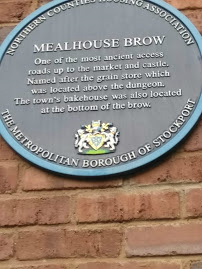 NORTHERN COUNTIES HOUSING ASSOCIATION
MEALHOUSE BROW
One of the most ancient access
roads up to the market and castle.
Named after the grain store which
was located above the dungeon.
The town's bakehouse was also located
at the bottom of the brow.
THE METROPOLITAN BOROUGH OF STOCKPORT